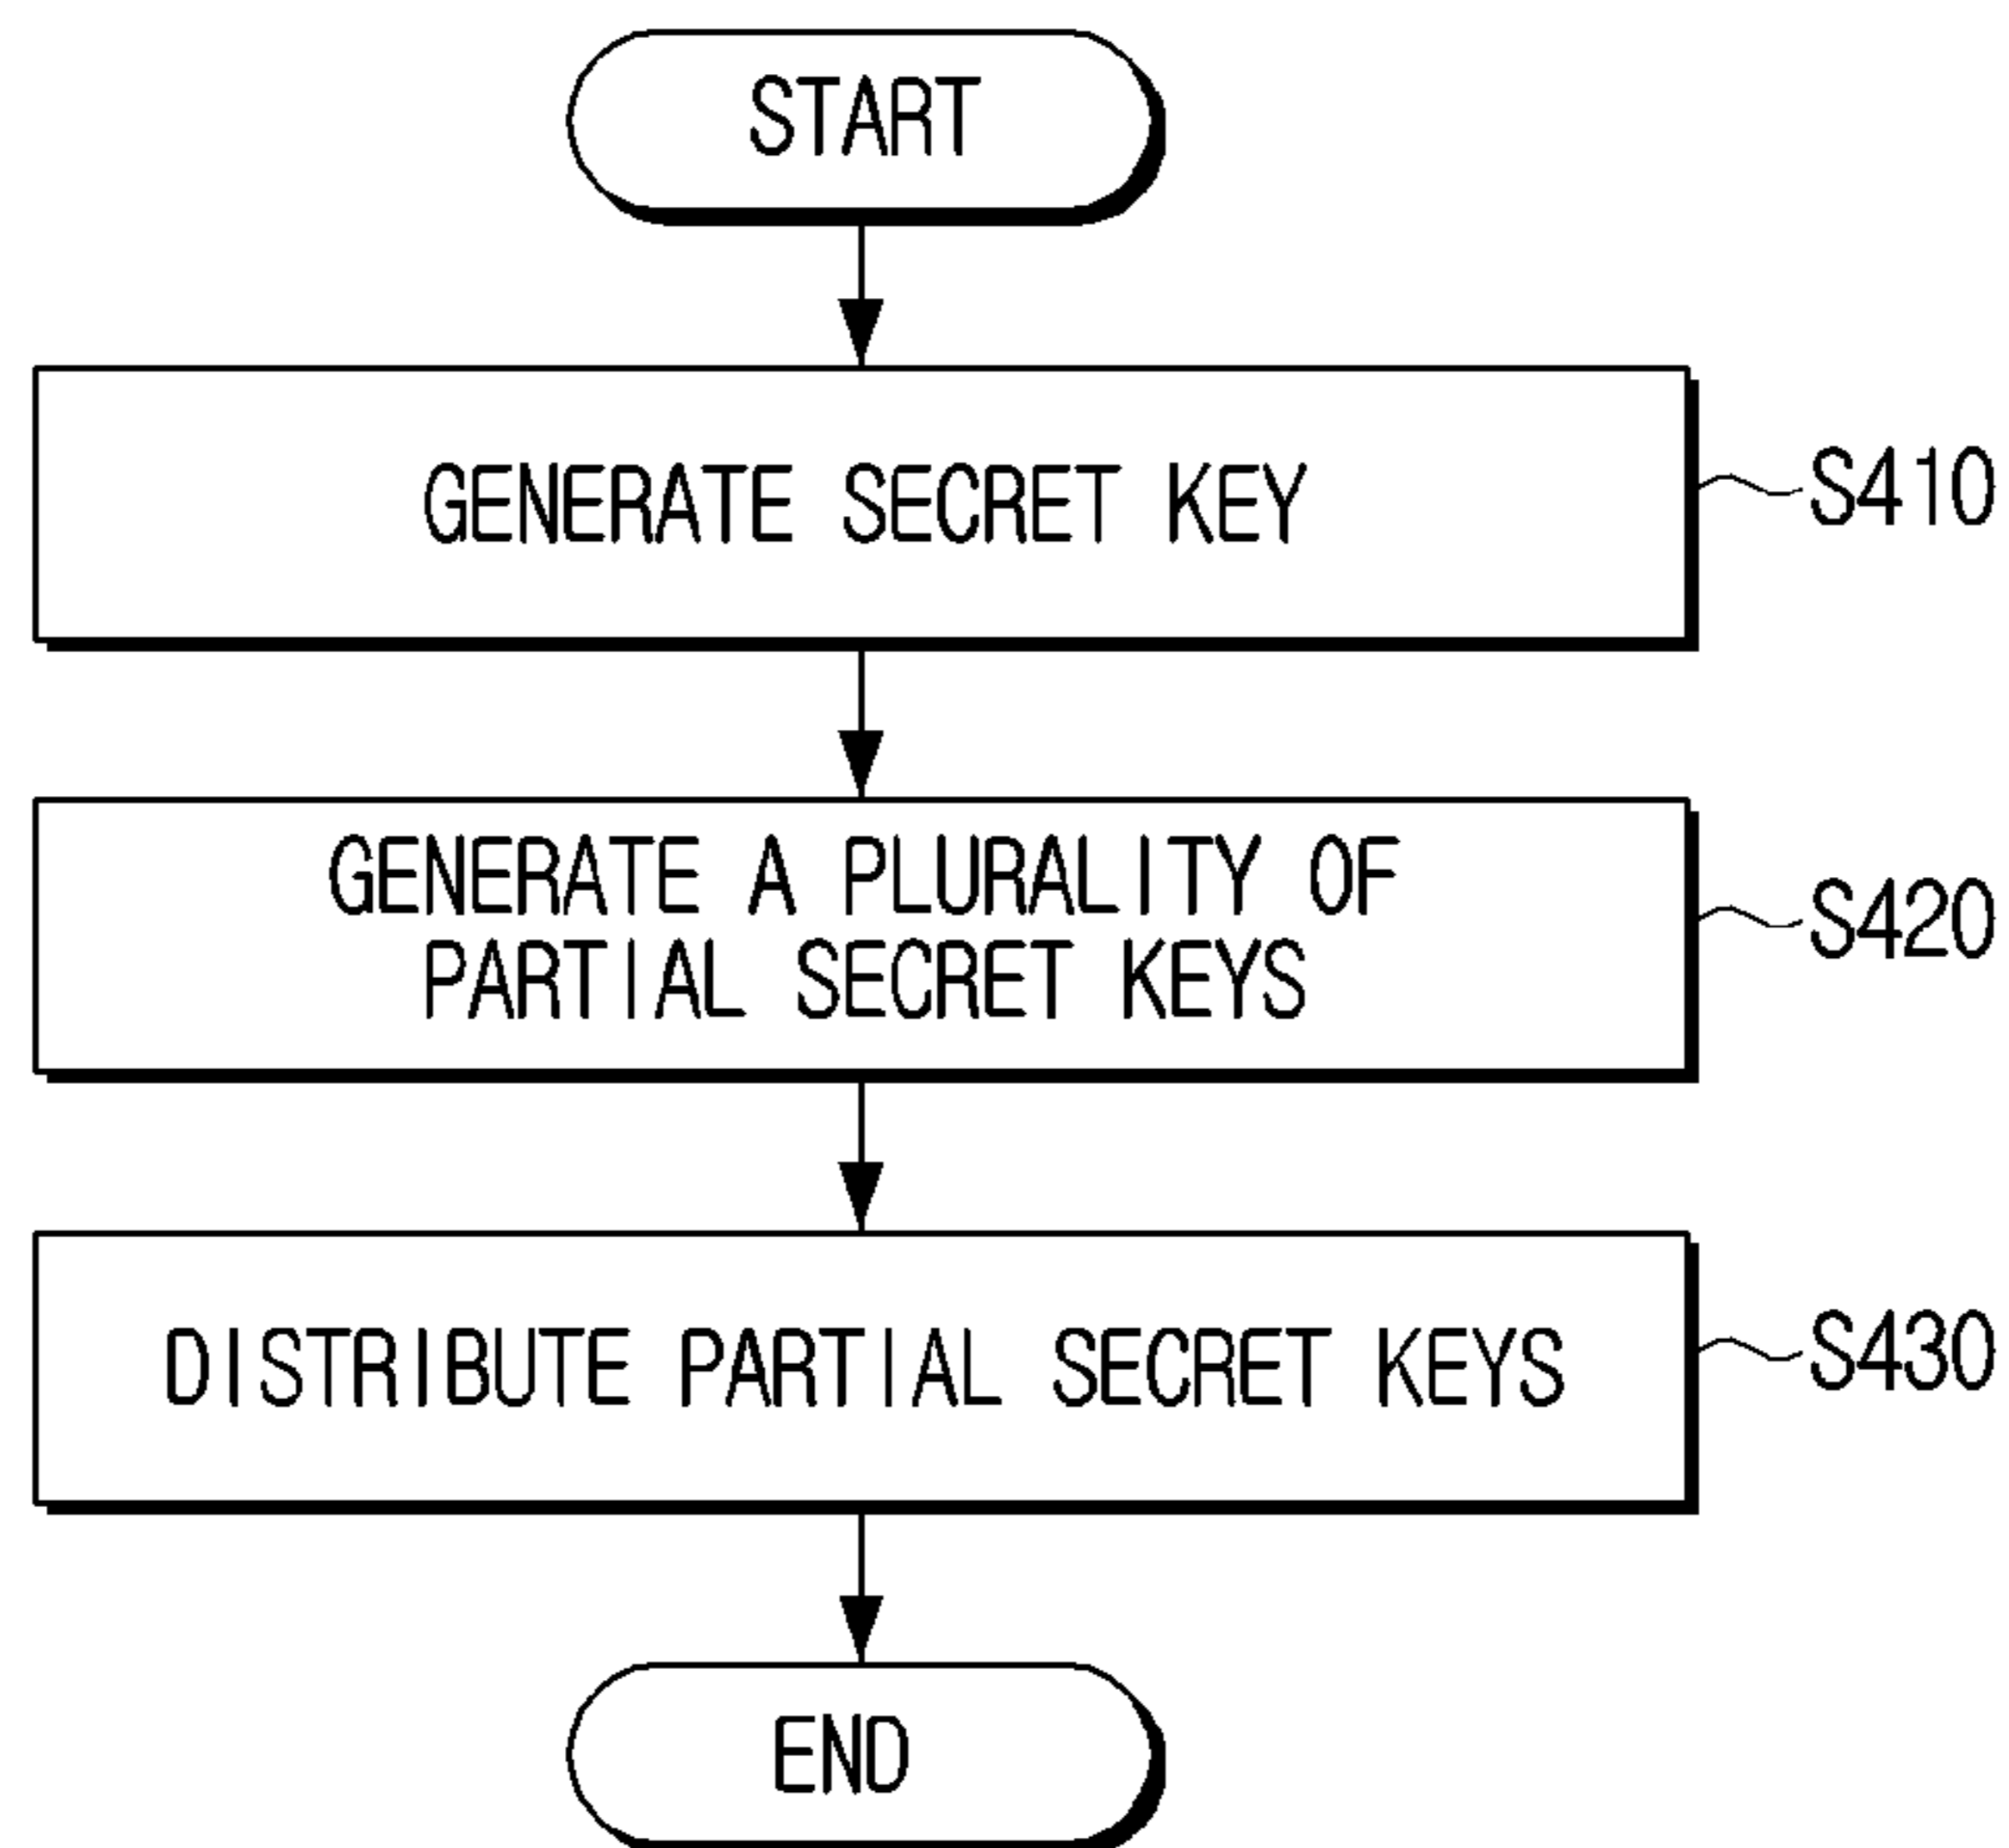 START
GENERATE SECRET KEY
S410
GENERATE A PLURALITY OF
PARTIAL SECRET KEYS
S420
DISTRIBUTE PARTIAL SECRET KEYS
S430
END